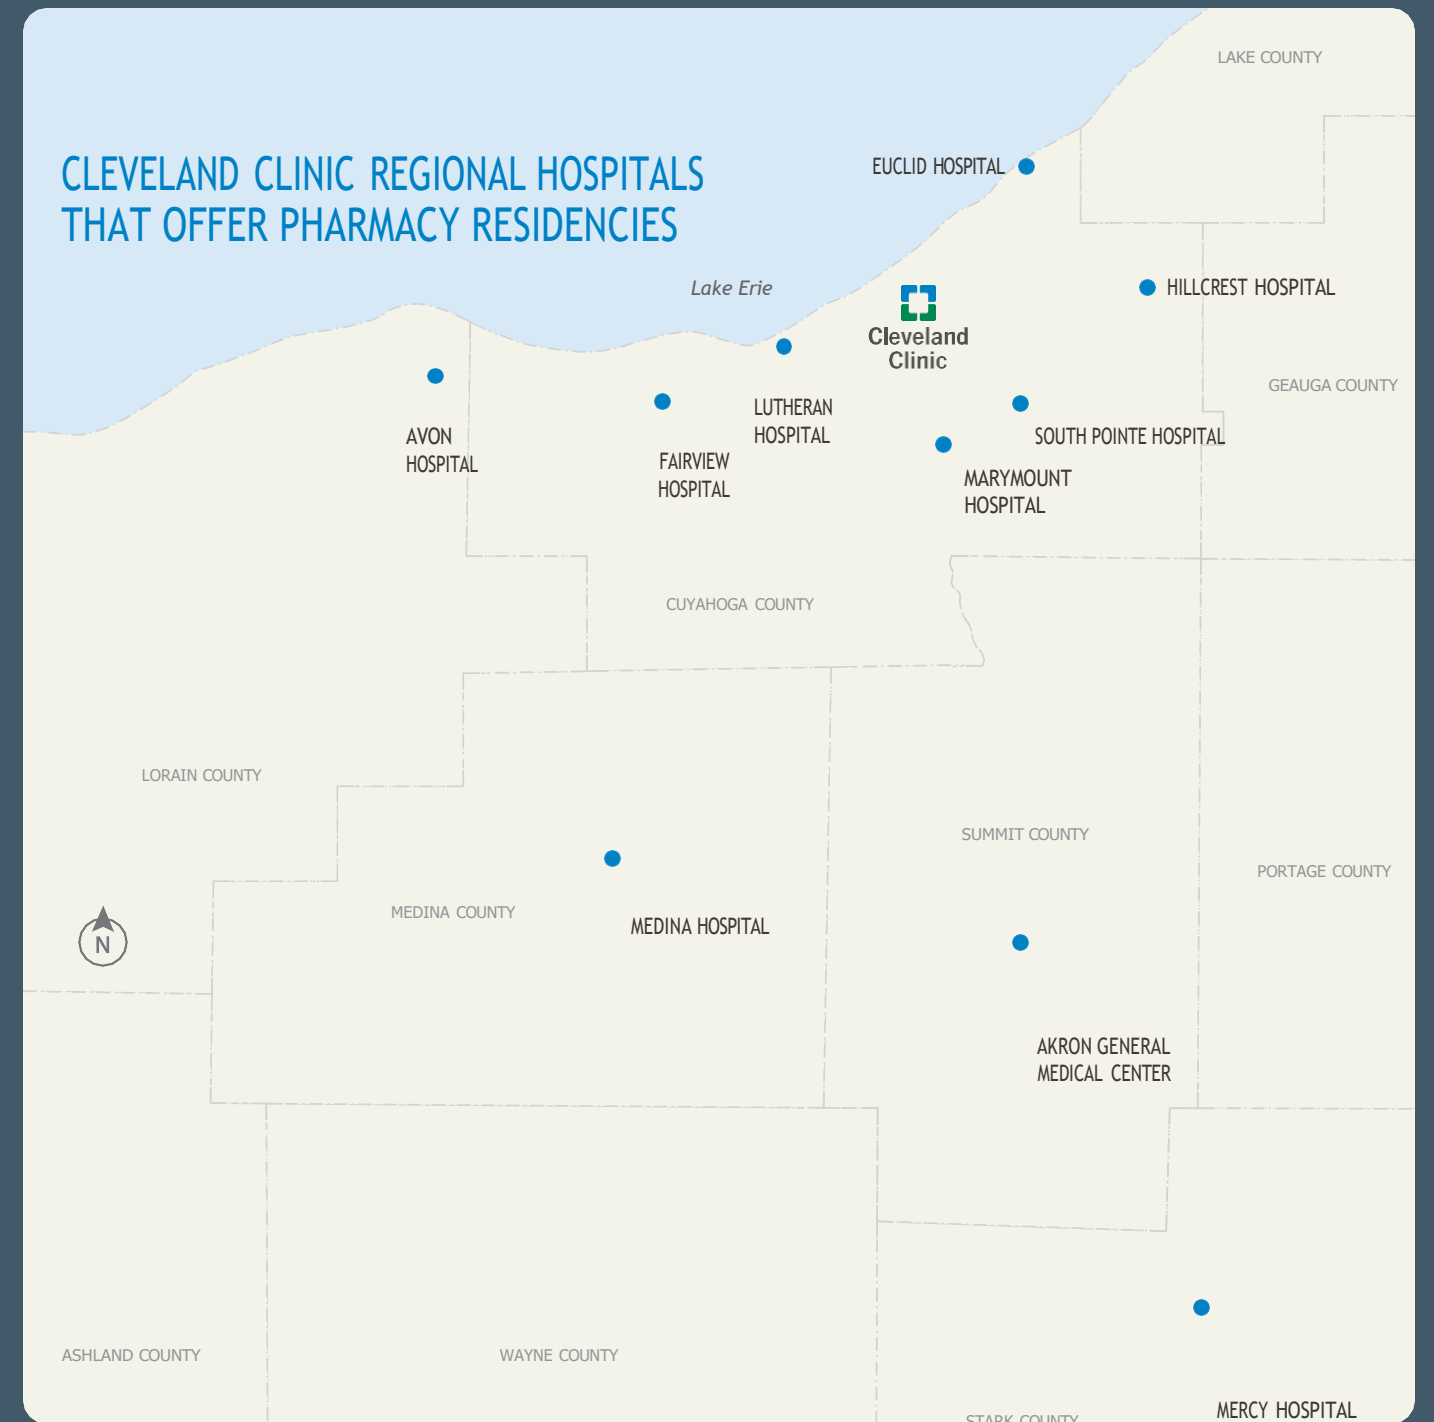 LAKE COUNTY
CLEVELAND CLINIC REGIONAL HOSPITALS
THAT OFFER PHARMACY RESIDENCIES
EUCLID HOSPITAL
Lake Erie
HILLCREST HOSPITAL
Cleveland
Clinic
GEAUGA COUNTY
LUTHERAN
HOSPITAL
AVON
HOSPITAL
SOUTH POINTE HOSPITAL
FAIRVIEW
HOSPITAL
MARYMOUNT
HOSPITAL
CUYAHOGA COUNTY
LORAIN COUNTY
SUMMIT COUNTY
PORTAGE COUNTY
MEDINA COUNTY
MEDINA HOSPITAL
N
AKRON GENERAL
MEDICAL CENTER
ASHLAND COUNTY
WAYNE COUNTY
MERCY HOSPITAL
STARK COUNTY